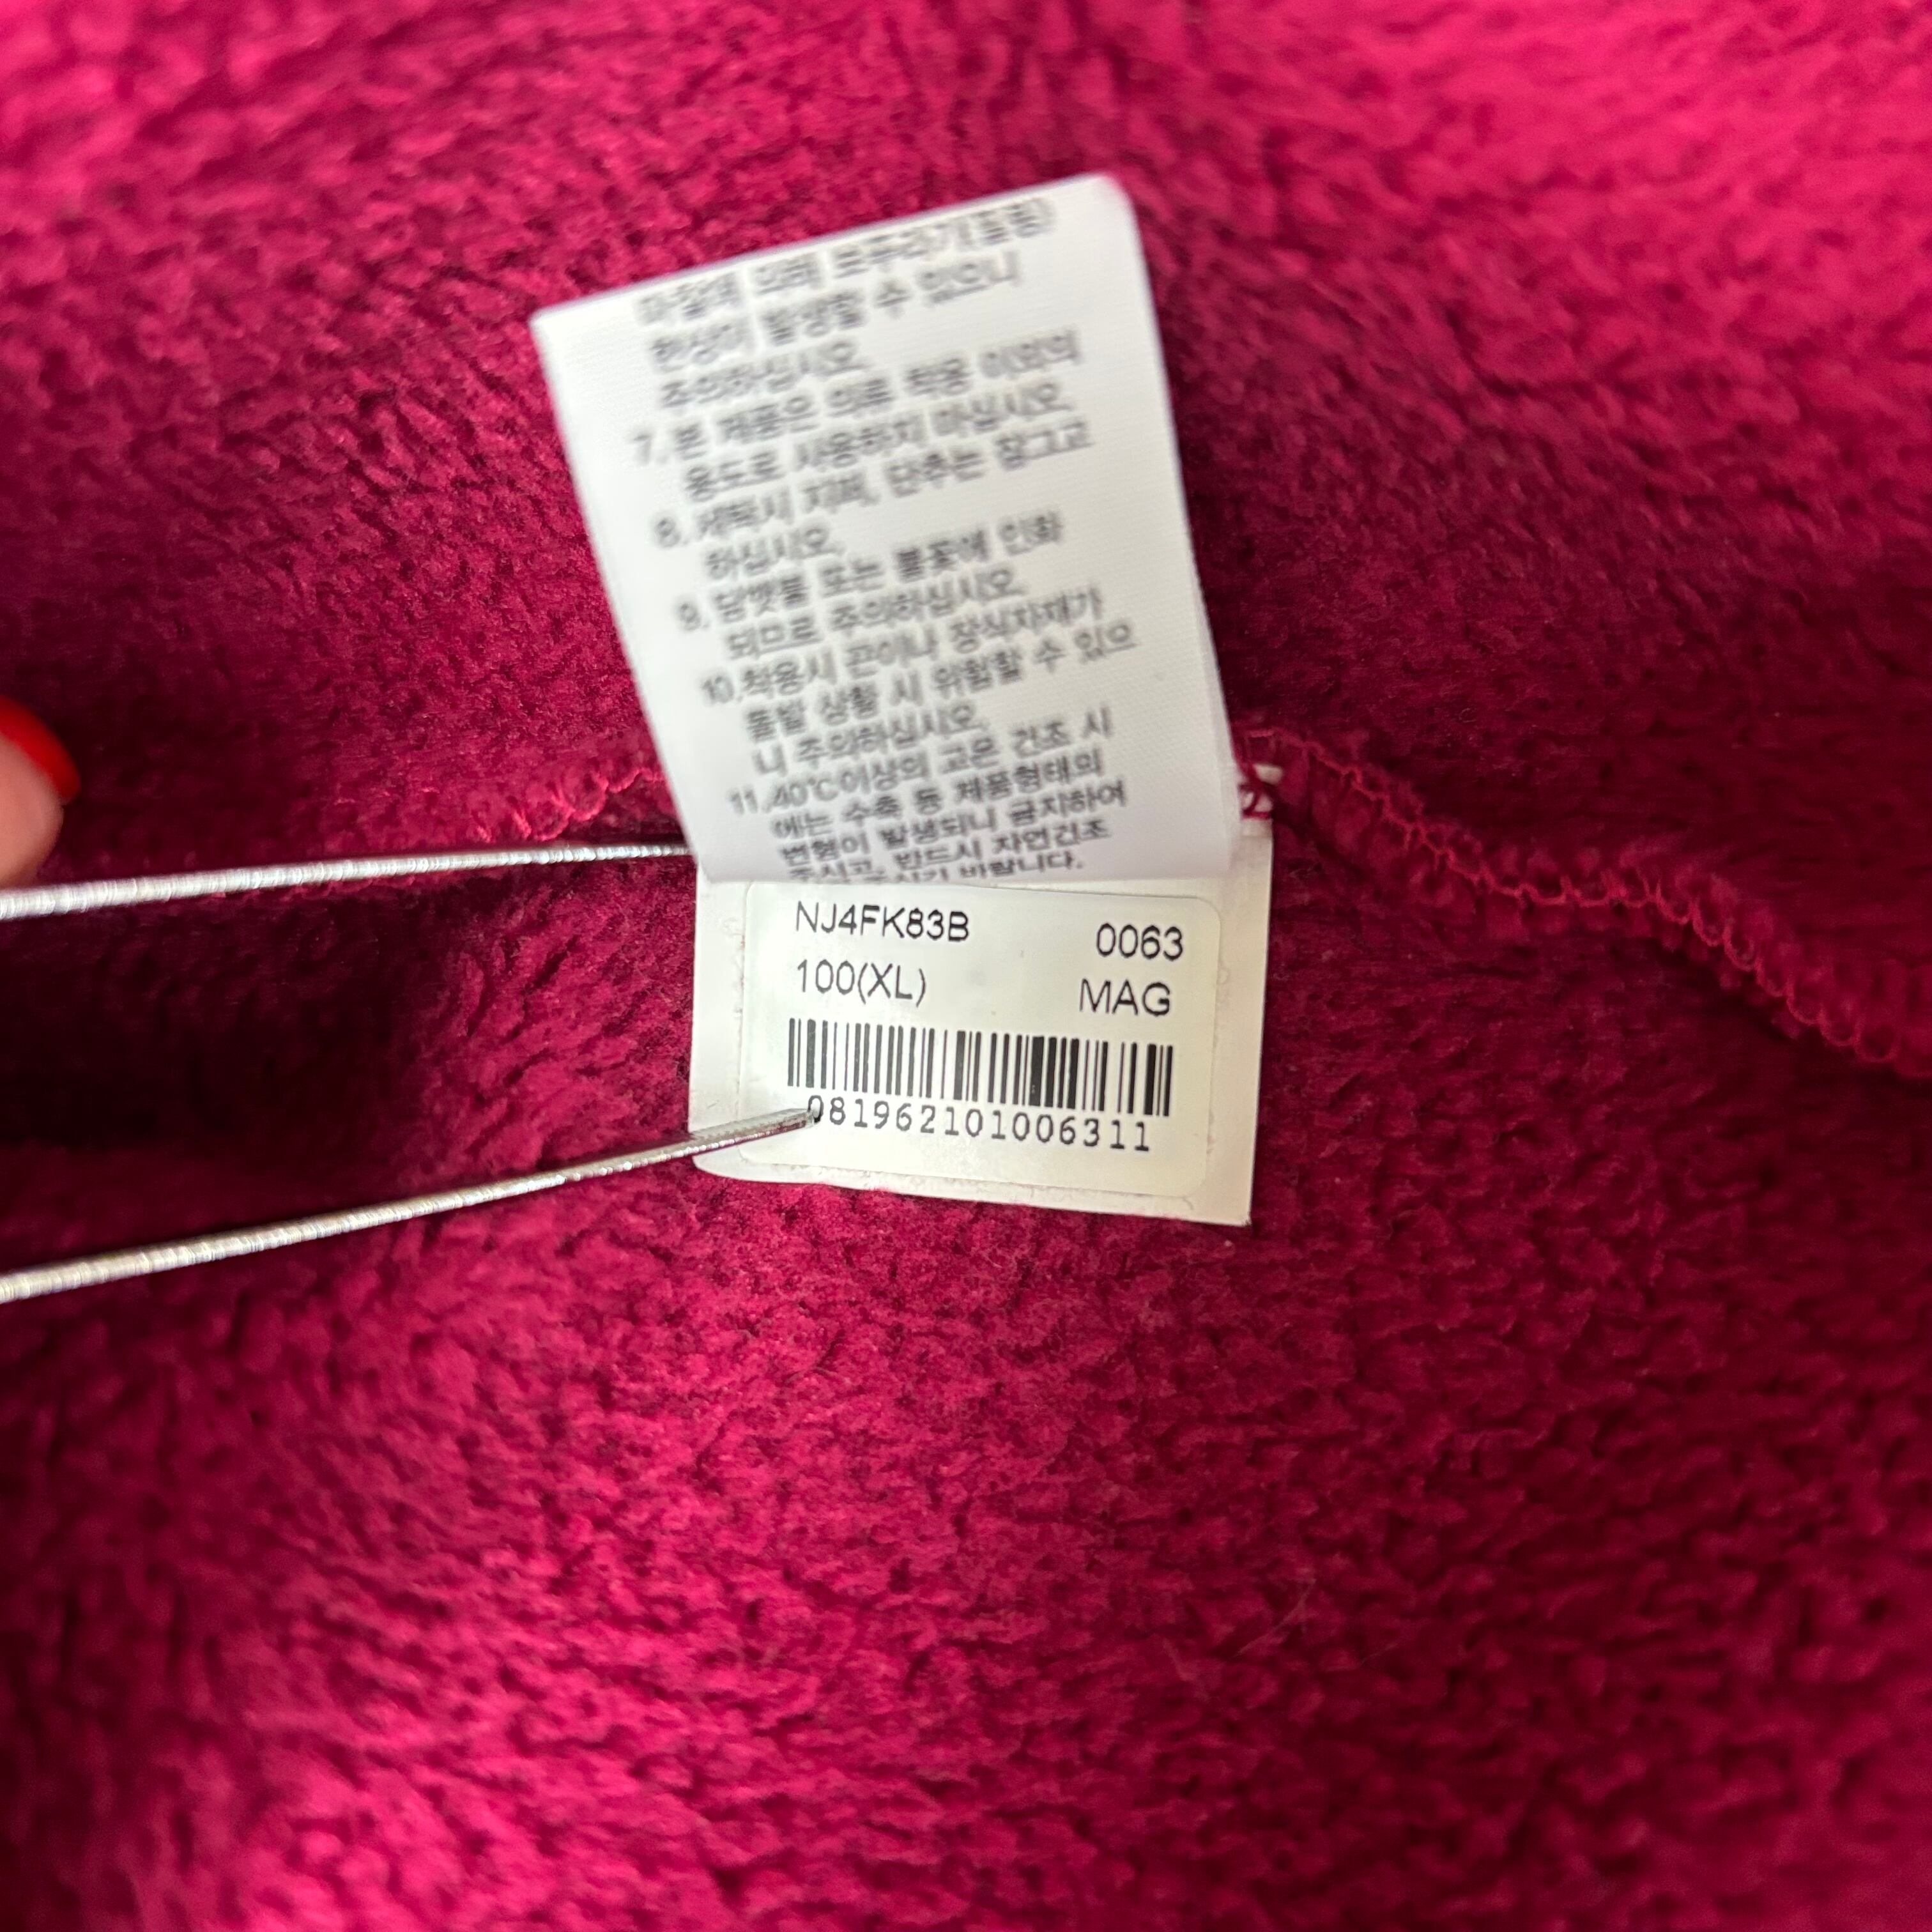 마찰에 의해 보푸라기(필링)
현상이 발생할 수 있으니
주의하십시오.
7.본 제품은 의류 착용 이외의
용도로 사용하지 마십시오.
8.세탁시 지퍼, 단추는 잠그고
하십시오.
9.담뱃불 또는 불꽃에 인화
되므로 주의하십시오.
10.착용시 끈이나 장식자재가
돌발 상황 시 위험할 수 있으
니 주의하십시오.
11.40℃이상의 고온 건조 시
에는 수축 등 제품형태의
변형이 발생되니 금지하여
주시고, 반드시 자연건조
바랍니다.
NJ4FK83B 0063
100(XL) MAG
081962101006311